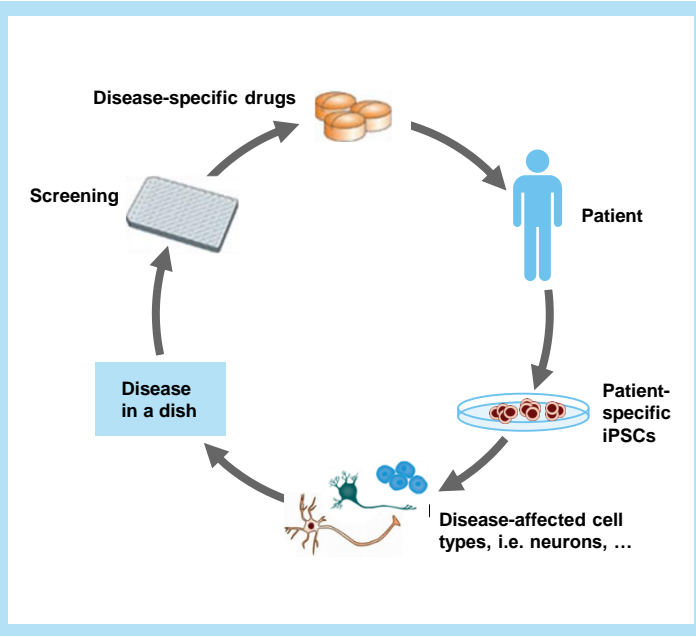 Disease-specific drugs
Screening
Patient
Disease
in a dish
Patient-
specific
iPSCs
Disease-affected cell
types, i.e. neurons, …